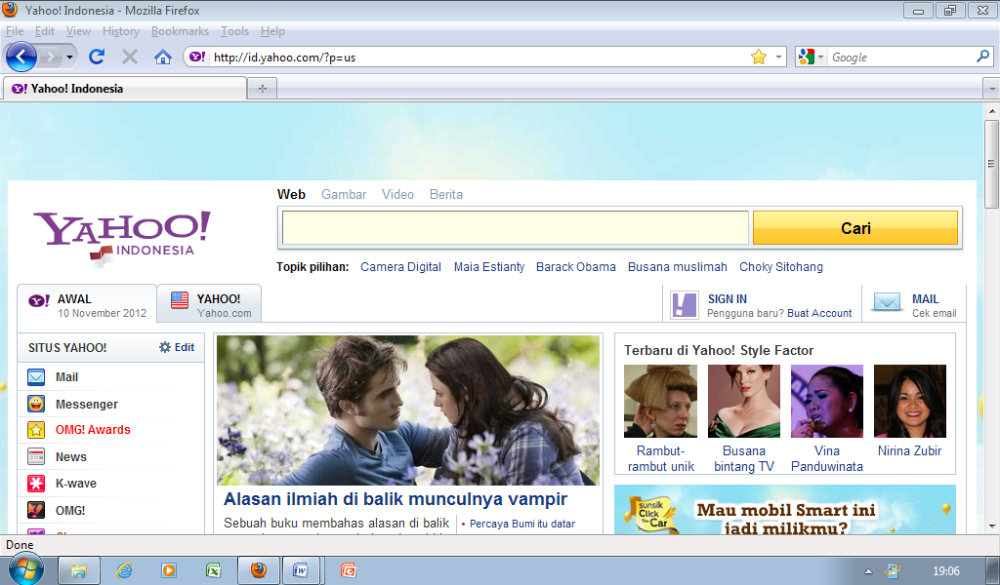 Yahoo! Indonesia - Mozilla Firefox
File Edit View History Bookmarks Tools Help
Y! http://id.yahoo.com/?p=us Google
Y! Yahoo! Indonesia
Web Gambar Video Berita
YAHOO!
INDONESIA
Cari
Topik pilihan: Camera Digital Maia Estianty Barack Obama Busana muslimah Choky Sitohang
Y! AWAL
10 November 2012
YAHOO!
Yahoo.com
SIGN IN
Pengguna baru? Buat Account
MAIL
Cek email
SITUS YAHOO! Edit
Mail
Messenger
OMG! Awards
News
K-wave
OMG!
Alasan ilmiah di balik munculnya vampir
Sebuah buku membahas alasan di balik
• Percaya Bumi itu datar
Terbaru di Yahoo! Style Factor
Rambut-
rambut unik
Busana
bintang TV
Vina
Panduwinata
Nirina Zubir
sunsik
Click
The Car
Mau mobil Smart ini
jadi milikmu?
Done
19:06